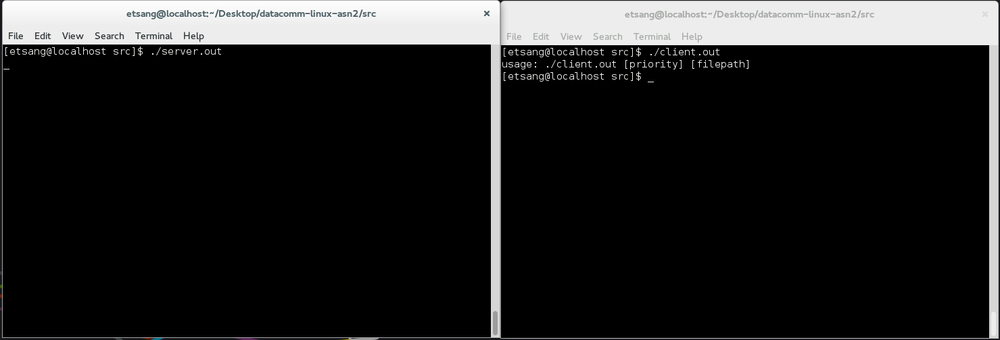 etsang@localhost:~/Desktop/datacomm-linux-asn2/src ×
File Edit View Search Terminal Help
[etsang@localhost src]$ ./server.out
_
etsang@localhost:~/Desktop/datacomm-linux-asn2/src ×
File Edit View Search Terminal Help
[etsang@localhost src]$ ./client.out
usage: ./client.out [priority] [filepath]
[etsang@localhost src]$ _